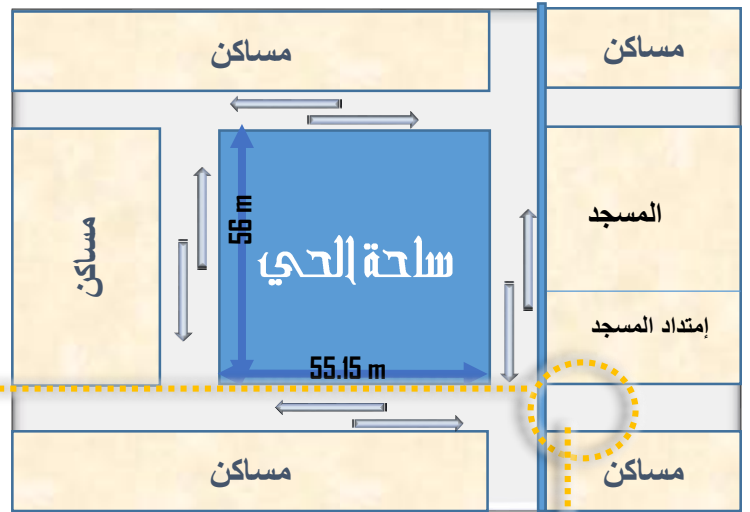 مساكن
مساكن
56 m
ساحة الحي
55.15 m
مساكن
المسجد
إمتداد المسجد
مساكن
مساكن